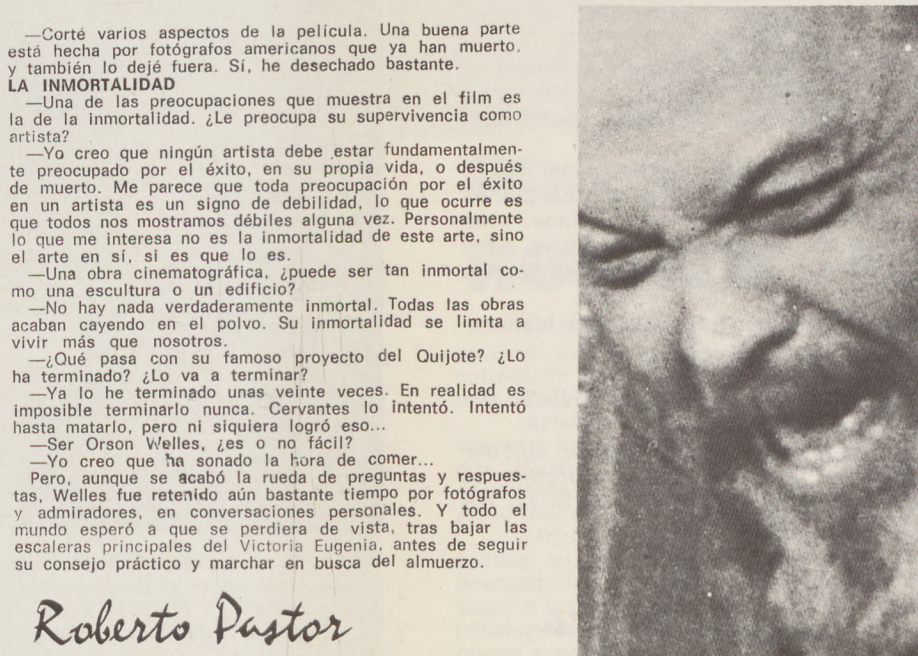 —Corté varios aspectos de la película. Una buena parte
está hecha por fotógrafos americanos que ya han muerto,
y también lo dejé fuera. Sí, he desechado bastante.
LA INMORTALIDAD
—Una de las preocupaciones que muestra en el film es
la de la inmortalidad. ¿Le preocupa su supervivencia como
artista?
—Yo creo que ningún artista debe estar fundamentalmen-
te preocupado por el éxito, en su propia vida, o después
de muerto. Me parece que toda preocupación por el éxito
en un artista es un signo de debilidad, lo que ocurre es
que todos nos mostramos débiles alguna vez. Personalmente
lo que me interesa no es la inmortalidad de este arte, sino
el arte en sí, si es que lo es.
—Una obra cinematográfica, ¿puede ser tan inmortal co-
mo una escultura o un edificio?
—No hay nada verdaderamente inmortal. Todas las obras
acaban cayendo en el polvo. Su inmortalidad se limita a
vivir más que nosotros.
—¿Qué pasa con su famoso proyecto del Quijote? ¿Lo
ha terminado? ¿Lo va a terminar?
—Ya lo he terminado unas veinte veces. En realidad es
imposible terminarlo nunca. Cervantes lo intentó. Intentó
hasta matarlo, pero ni siquiera logró eso...
—Ser Orson Welles, ¿es o no fácil?
—Yo creo que ha sonado la hora de comer...
Pero, aunque se acabó la rueda de preguntas y respues-
tas, Welles fue retenido aún bastante tiempo por fotógrafos
y admiradores, en conversaciones personales. Y todo el
mundo esperó a que se perdiera de vista, tras bajar las
escaleras principales del Victoria Eugenia, antes de seguir
su consejo práctico y marchar en busca del almuerzo.
Roberto Pastor